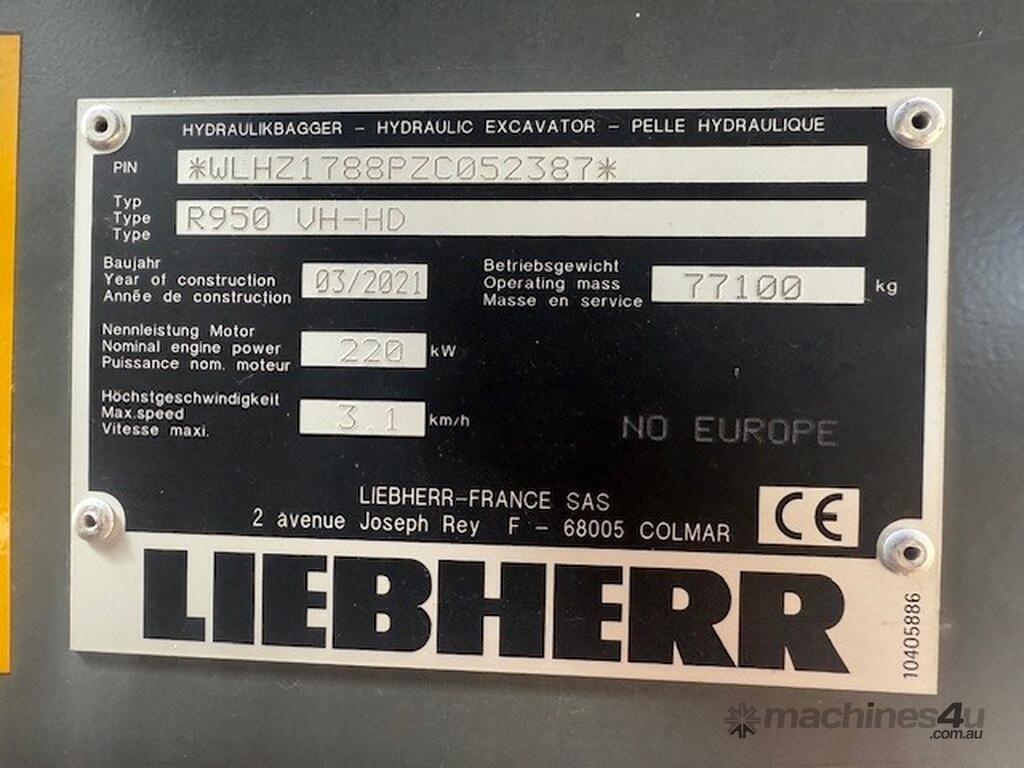 HYDRAULIKBAGGER – HYDRAULIC EXCAVATOR – PELLE HYDRAULIQUE
PIN *WLHZ1788PZC052387*
Typ
Type R950 VH-HD
Type
Baujahr
Year of construction 03/2021
Année de construction
Betriebsgewicht
Operating mass 77100 kg
Masse en service
Nennleistung Motor
Nominal engine power 220 kW
Puissance nom. moteur
Höchstgeschwindigkeit
Max.speed 3.1 km/h
Vitesse maxi.
NO EUROPE
LIEBHERR-FRANCE SAS
2 avenue Joseph Rey F – 68005 COLMAR
CE
LIEBHERR
10405886
machines4u
.com.au